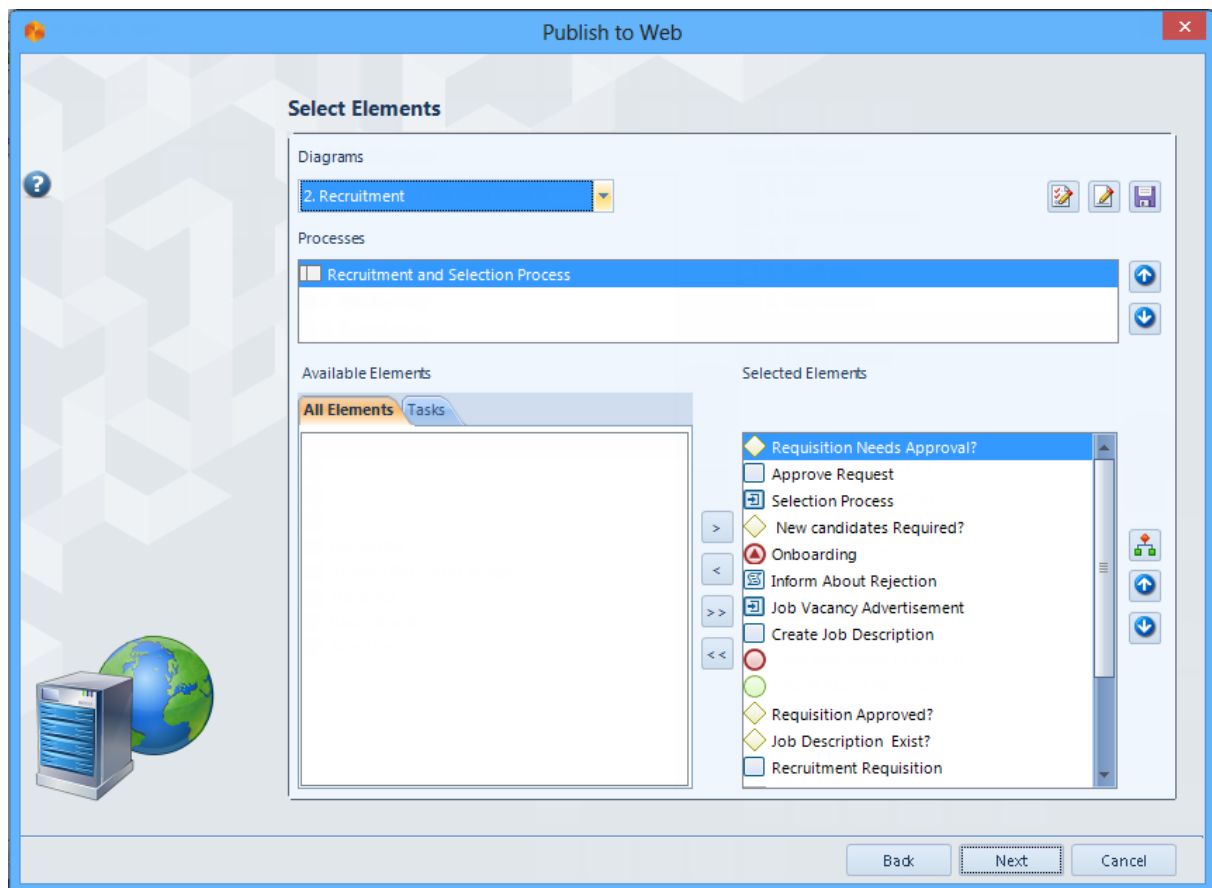 Publish to Web
Select Elements
Diagrams
2. Recruitment
Processes
Recruitment and Selection Process
Available Elements
Selected Elements
All Elements Tasks
Requisition Needs Approval?
Approve Request
Selection Process
New candidates Required?
Onboarding
Inform About Rejection
Job Vacancy Advertisement
Create Job Description
Requisition Approved?
Job Description Exist?
Recruitment Requisition
>
<
>>
<<
Back Next Cancel